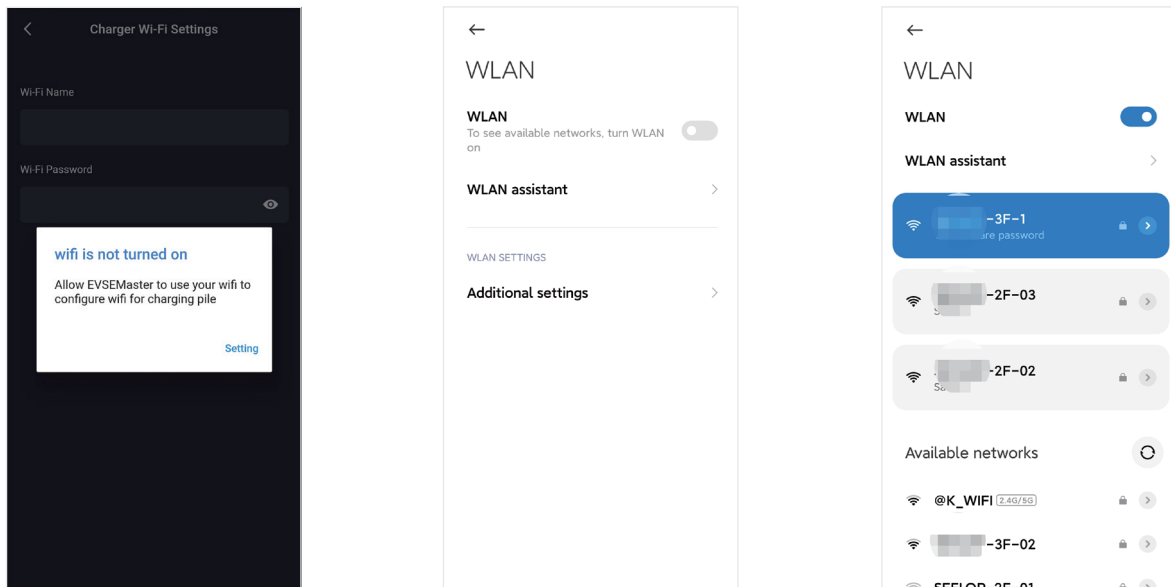 Charger Wi-Fi Settings
Wi-Fi Name
Wi-Fi Password
wifi is not turned on
Allow EVSEMaster to use your wifi to
configure wifi for charging pile
Setting
WLAN
WLAN
To see available networks, turn WLAN
on
WLAN assistant
WLAN SETTINGS
Additional settings
WLAN
WLAN
WLAN assistant
-3F-1
password
-2F-03
-2F-02
Available networks
@K_WIFI 2.4G/5G
-3F-02